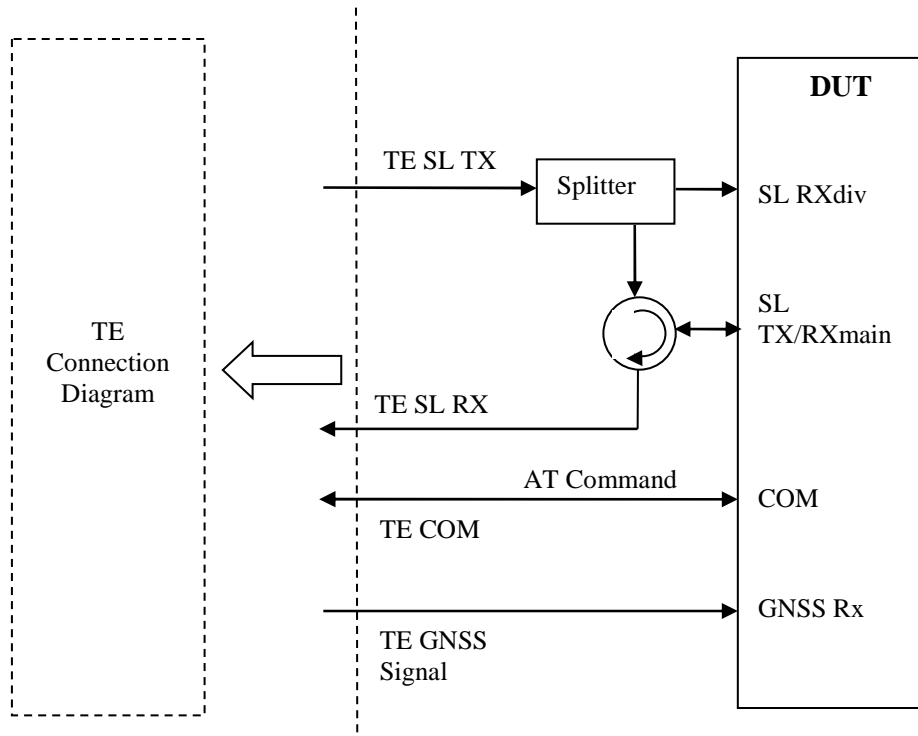 DUT
TE SL TX
Splitter
SL RXdiv
SL
TX/RXmain
TE
Connection
Diagram
TE SL RX
AT Command
COM
TE COM
GNSS Rx
TE GNSS
Signal